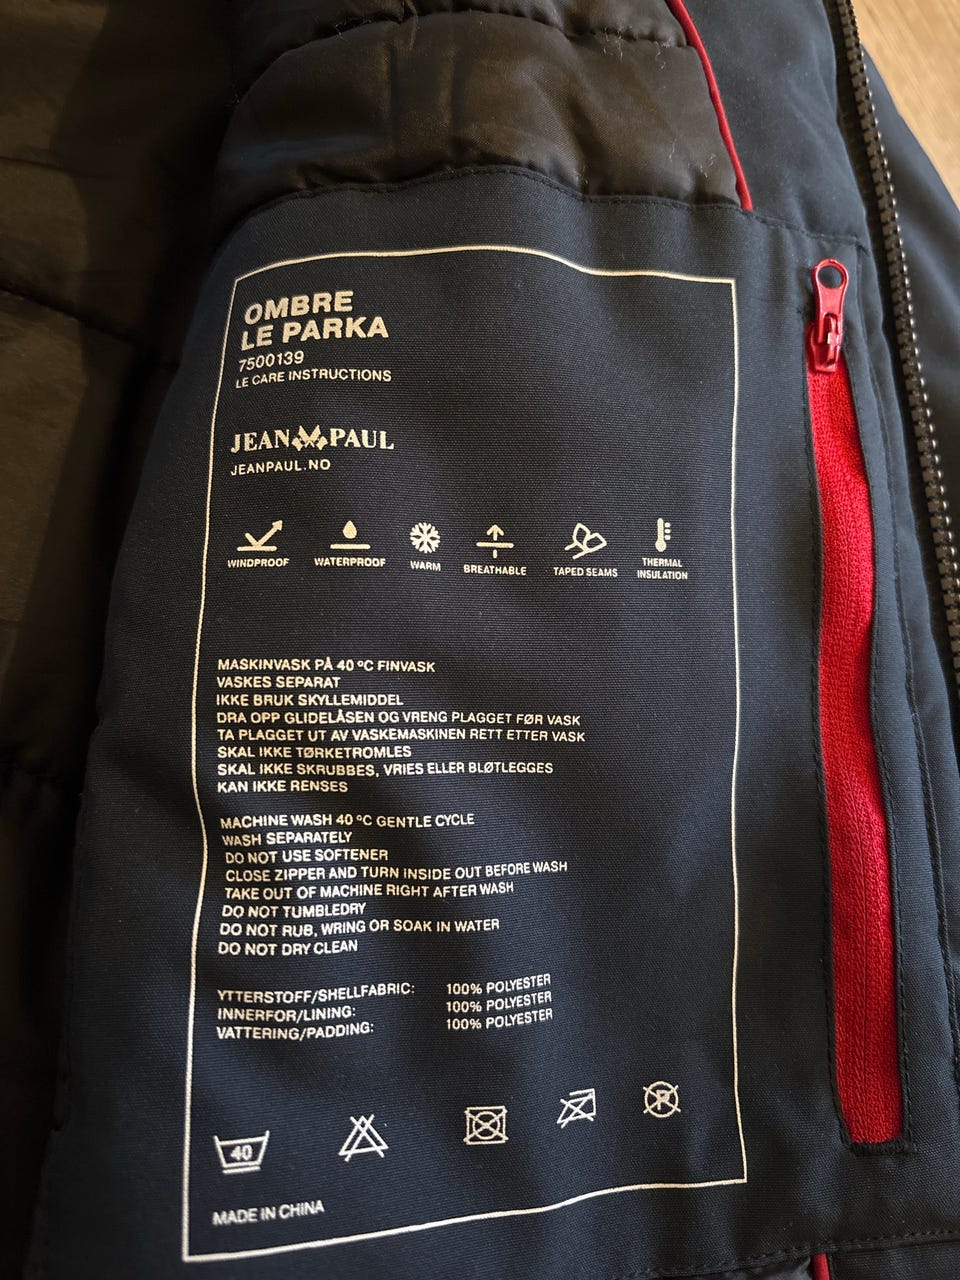 OMBRE
LE PARKA
7500139
LE CARE INSTRUCTIONS
JEAN PAUL
JEANPAUL.NO
WINDPROOF WATERPROOF WARM BREATHABLE TAPED SEAMS THERMAL INSULATION
MASKINVASK PÅ 40 ºC FINVASK
VASKES SEPARAT
IKKE BRUK SKYLLEMIDDEL
DRA OPP GLIDELÅSEN OG VRENG PLAGGET FØR VASK
TA PLAGGET UT AV VASKEMASKINEN RETT ETTER VASK
SKAL IKKE TØRKETROMLES
SKAL IKKE SKRUBBES, VRIES ELLER BLØTLEGGES
KAN IKKE RENSES
MACHINE WASH 40 ºC GENTLE CYCLE
WASH SEPARATELY
DO NOT USE SOFTENER
CLOSE ZIPPER AND TURN INSIDE OUT BEFORE WASH
TAKE OUT OF MACHINE RIGHT AFTER WASH
DO NOT TUMBLEDRY
DO NOT RUB, WRING OR SOAK IN WATER
DO NOT DRY CLEAN
YTTERSTOFF/SHELLFABRIC: 100% POLYESTER
INNERFOR/LINING: 100% POLYESTER
VATTERING/PADDING: 100% POLYESTER
40 P
MADE IN CHINA